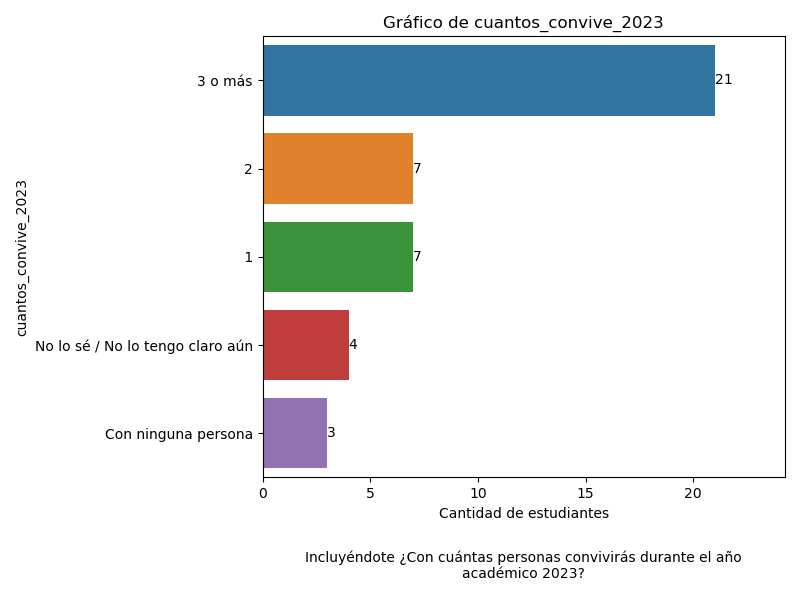 Gráfico de cuantos_convive_2023
cuantos_convive_2023
3 o más
21
2
7
1
7
No lo sé / No lo tengo claro aún
4
Con ninguna persona
3
0 5 10 15 20
Cantidad de estudiantes
Incluyéndote ¿Con cuántas personas convivirás durante el año
académico 2023?